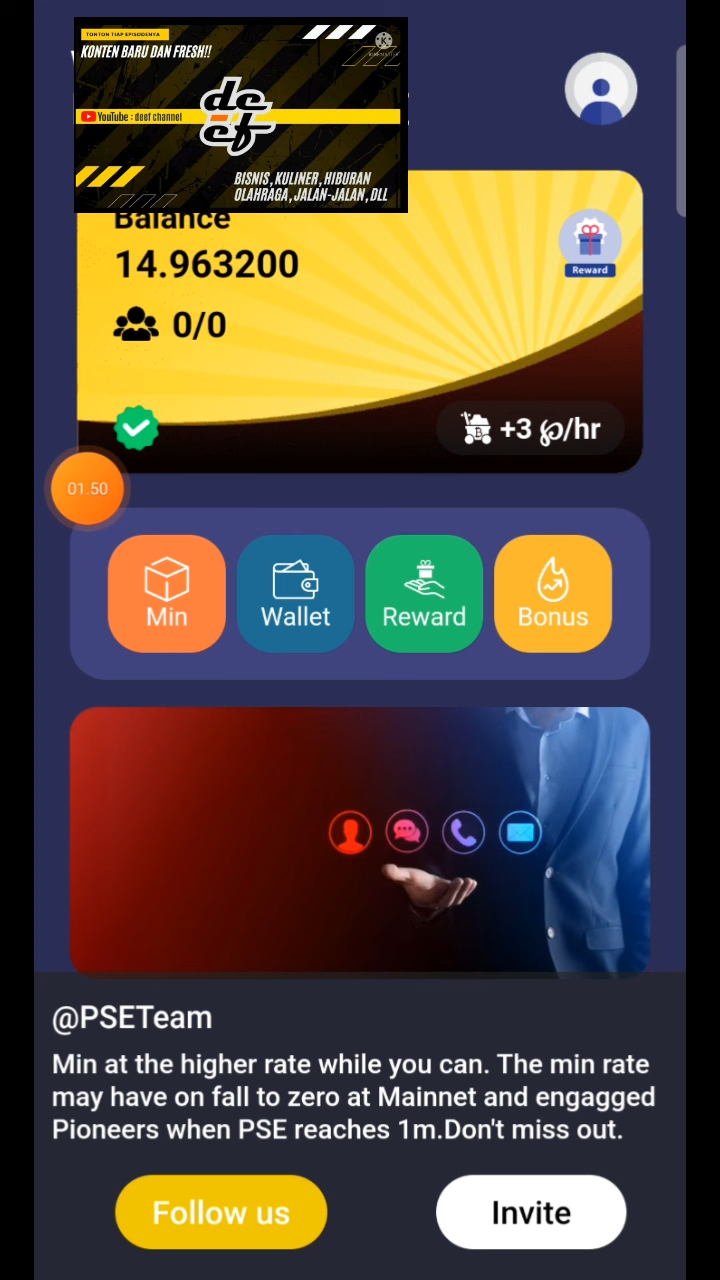 TONTON TIAP EPISODENYA
KONTEN BARU DAN FRESH!!
K
YouTube : deef channel
de
ef
BISNIS,KULINER,HIBURAN
OLAHRAGA,JALAN-JALAN,DLL
Balance
14.963200
Reward
0/0
+3 ℘/hr
01.50
Min
Wallet
Reward
Bonus
@PSETeam
Min at the higher rate while you can. The min rate
may have on fall to zero at Mainnet and engagged
Pioneers when PSE reaches 1m.Don't miss out.
Follow us
Invite